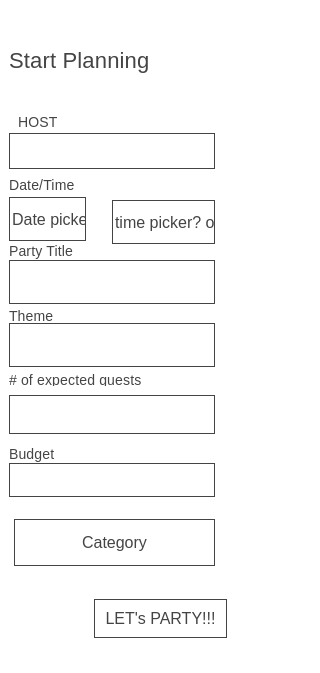 Start Planning
HOST
Date/Time
Date picke
time picker? o
Party Title
Theme
# of expected guests
Budget
Category
LET's PARTY!!!